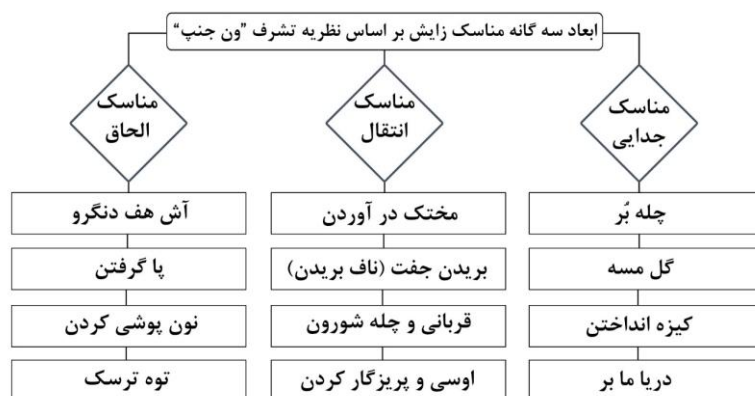 ابعاد سه گانه مناسک زایش بر اساس نظریه تشرف ”ون جنپ“
مناسک
جدایی
مناسک
انتقال
مناسک
الحاق
چله بُر
گل مسه
کیزه انداختن
دریا ما بر
مختک در آوردن
بریدن جفت (ناف بریدن)
قربانی و چله شورون
اوسی و پریزگار کردن
آش هف دنگرو
پا گرفتن
نون پوشی کردن
توه ترسک